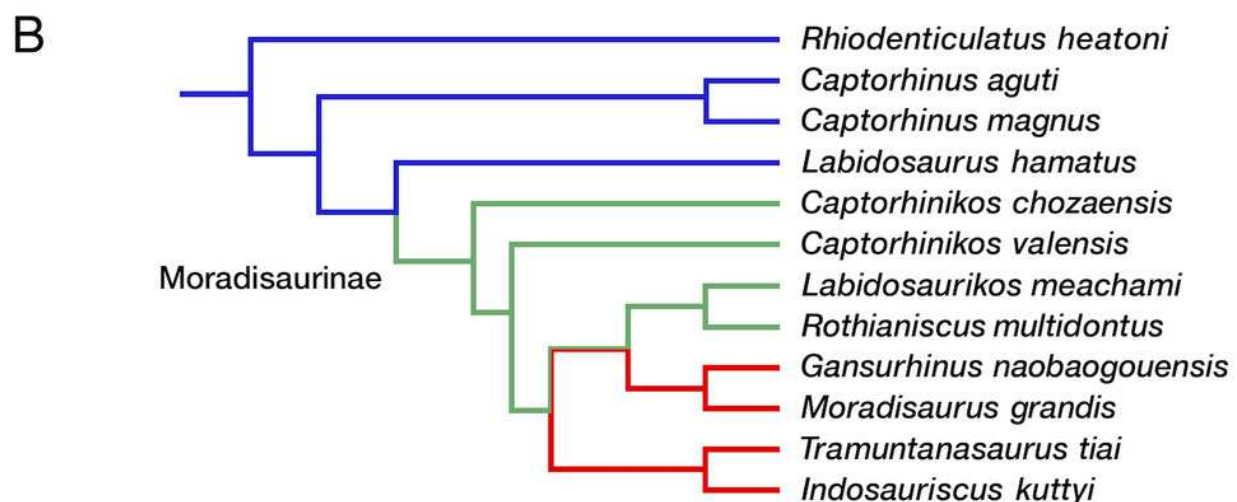 B
Rhiodenticulatus heatoni
Captorhinus aguti
Captorhinus magnus
Labidosaurus hamatus
Captorhinikos chozaensis
Captorhinikos valensis
Moradisaurinae
Labidosaurikos meachami
Rothianiscus multidontus
Gansurhinus naobaogouensis
Moradisaurus grandis
Tramuntanasaurus tiai
Indosauriscus kuttyi